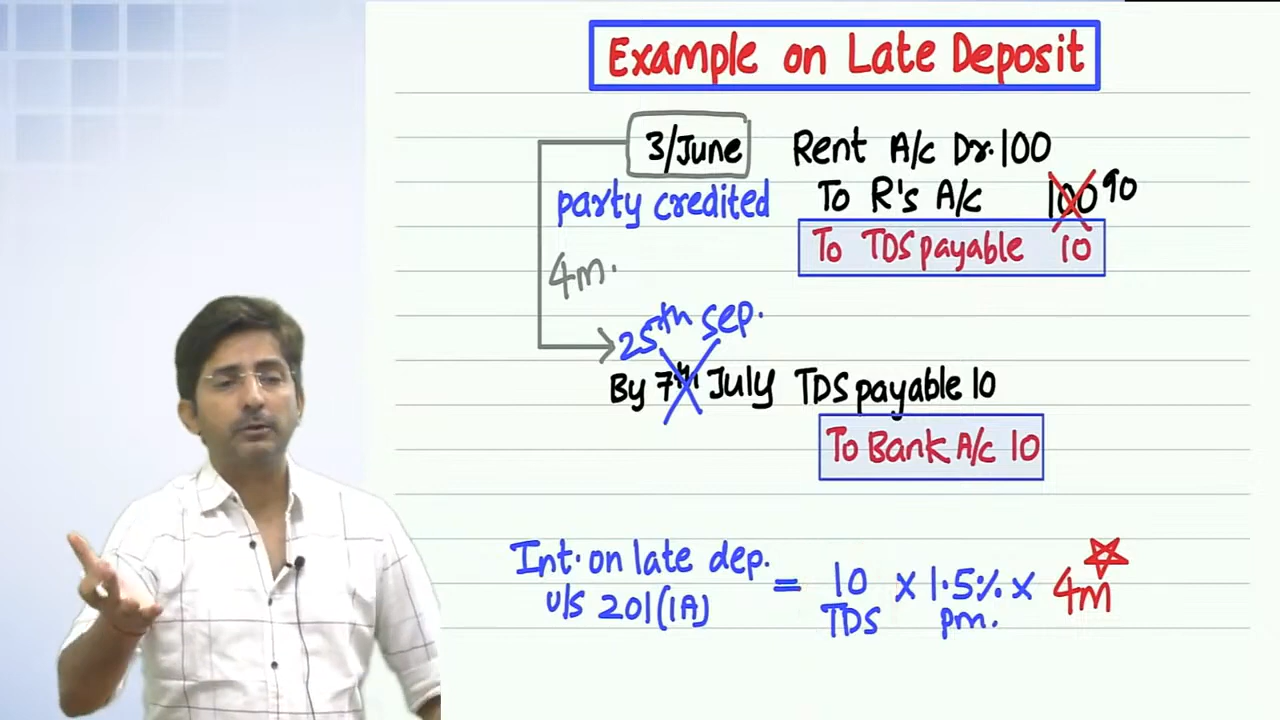 Example on Late Deposit
3/June Rent A/c Dr. 100
party credited To R's A/c 100 90
To TDS payable 10
4m.
25th sep.
By 7th July TDS payable 10
To Bank A/c 10
Int. on late dep. = 10 x 1.5% x 4m
u/s 201(1A) TDS pm.